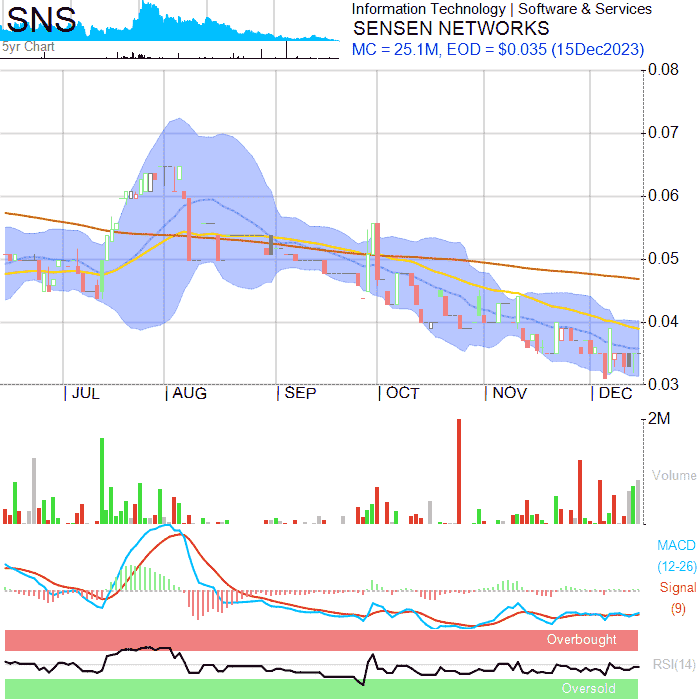 SNS
Information Technology | Software & Services
SENSEN NETWORKS
MC = 25.1M, EOD = $0.035 (15Dec2023)
5yr Chart
0.08
0.07
0.06
0.05
0.04
0.03
| JUL | AUG | SEP | OCT | NOV | DEC
2M
Volume
MACD
(12-26)
Signal
(9)
Overbought
RSI(14)
Oversold